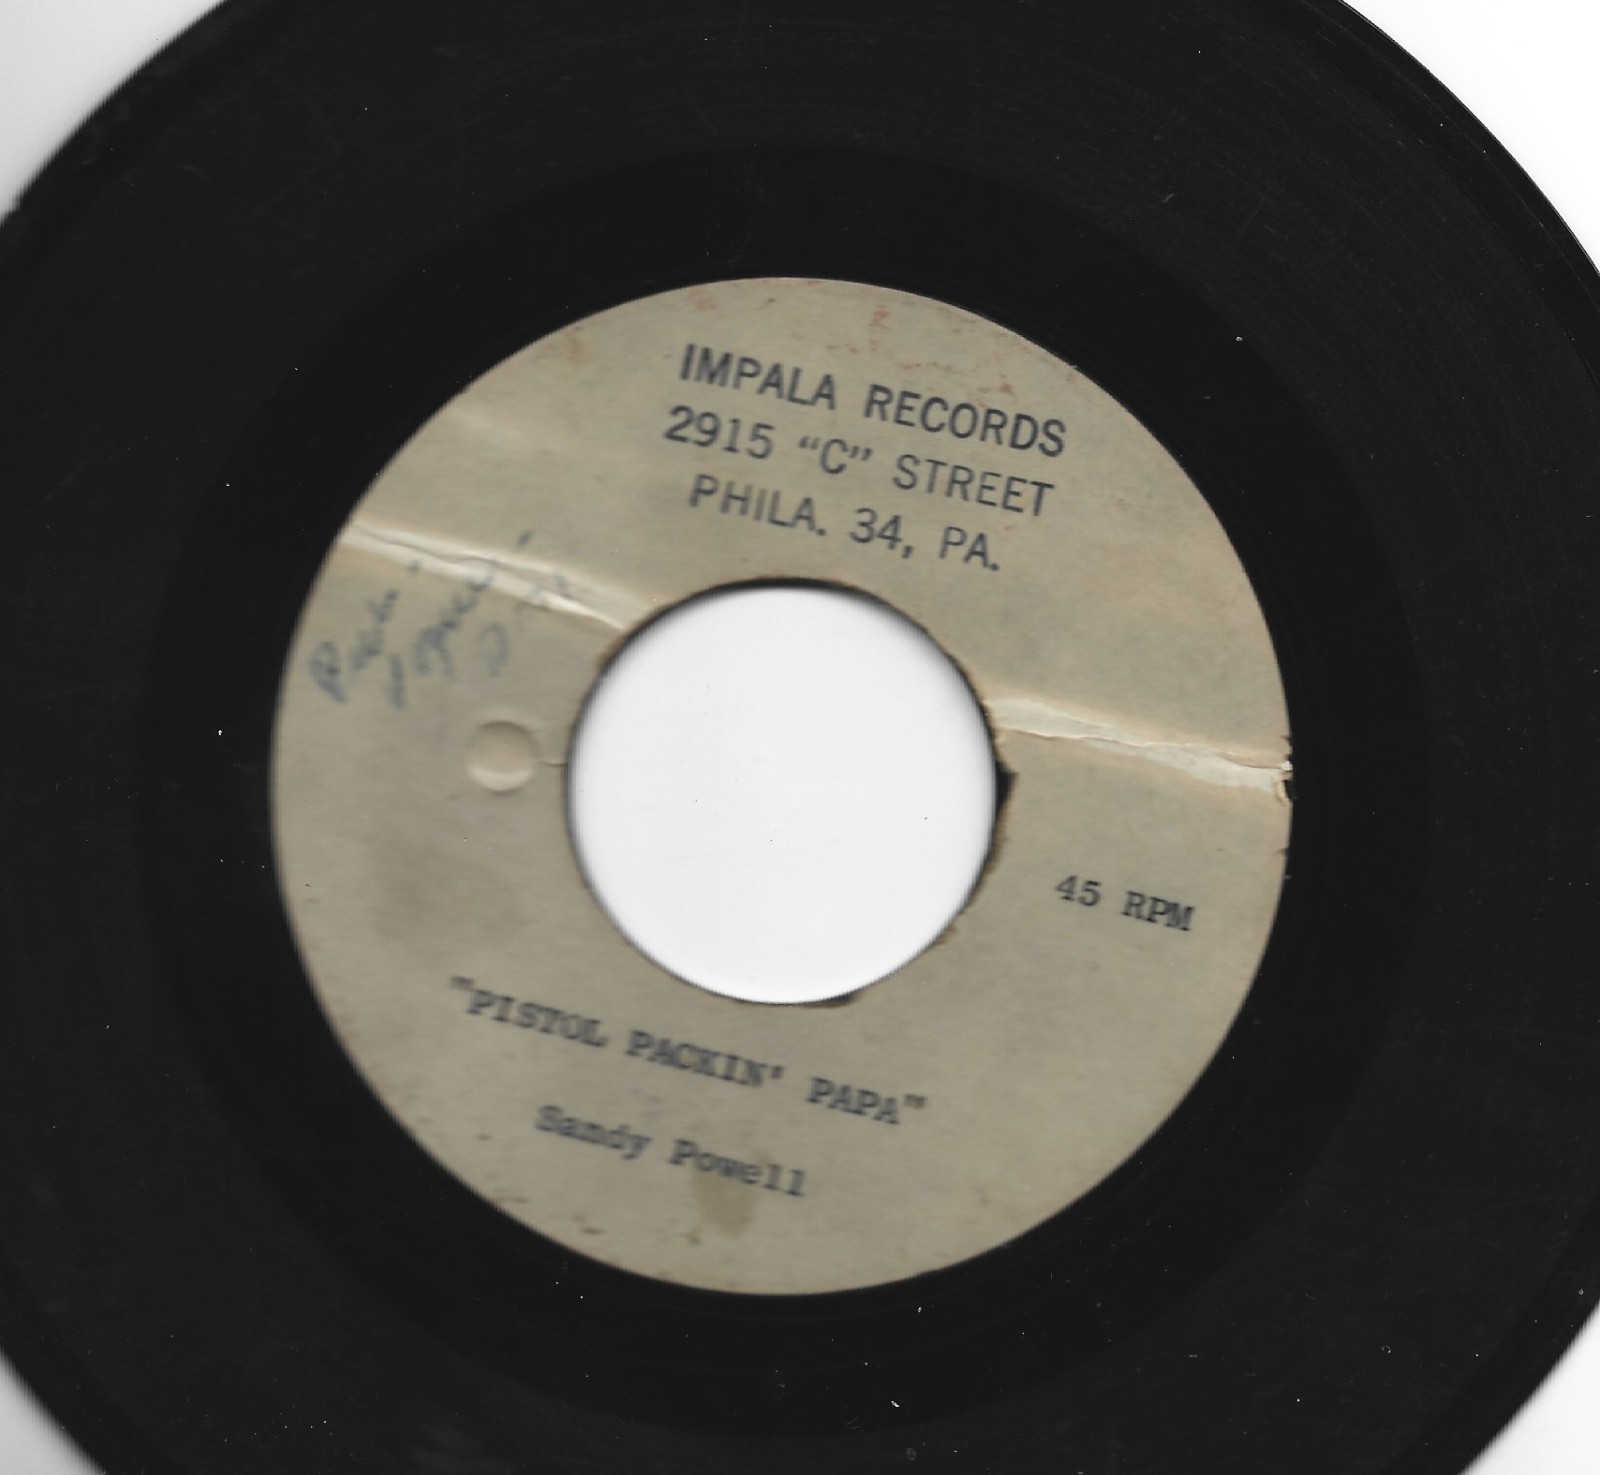 IMPALA RECORDS
2915 “C” STREET
PHILA. 34, PA.
45 RPM
"PISTOL PACKIN' PAPA"
Sandy Powell